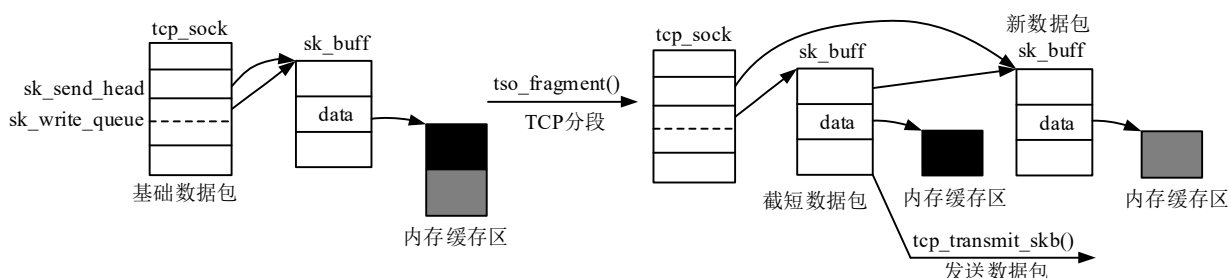 tcp_sock
sk_buff
sk_send_head
sk_write_queue
data
基础数据包
内存缓存区
tso_fragment()
TCP分段
tcp_sock
sk_buff
新数据包
sk_buff
data
data
截短数据包
内存缓存区
内存缓存区
tcp_transmit_skb()
发送数据包